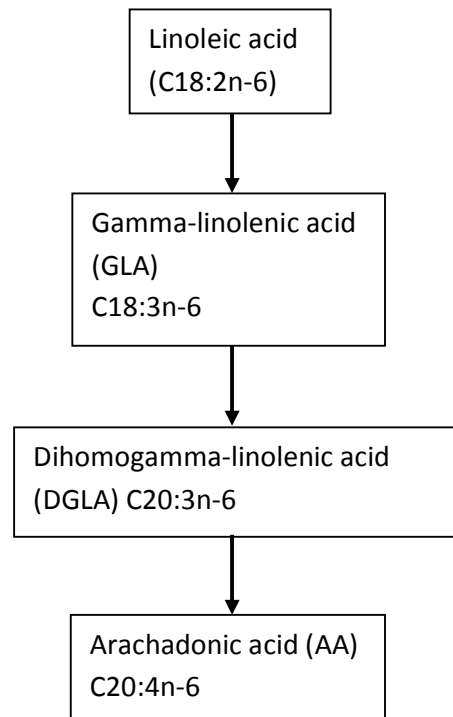 Linoleic acid
(C18:2n-6)
Gamma-linolenic acid
(GLA)
C18:3n-6
Dihomogamma-linolenic acid
(DGLA) C20:3n-6
Arachadonic acid (AA)
C20:4n-6